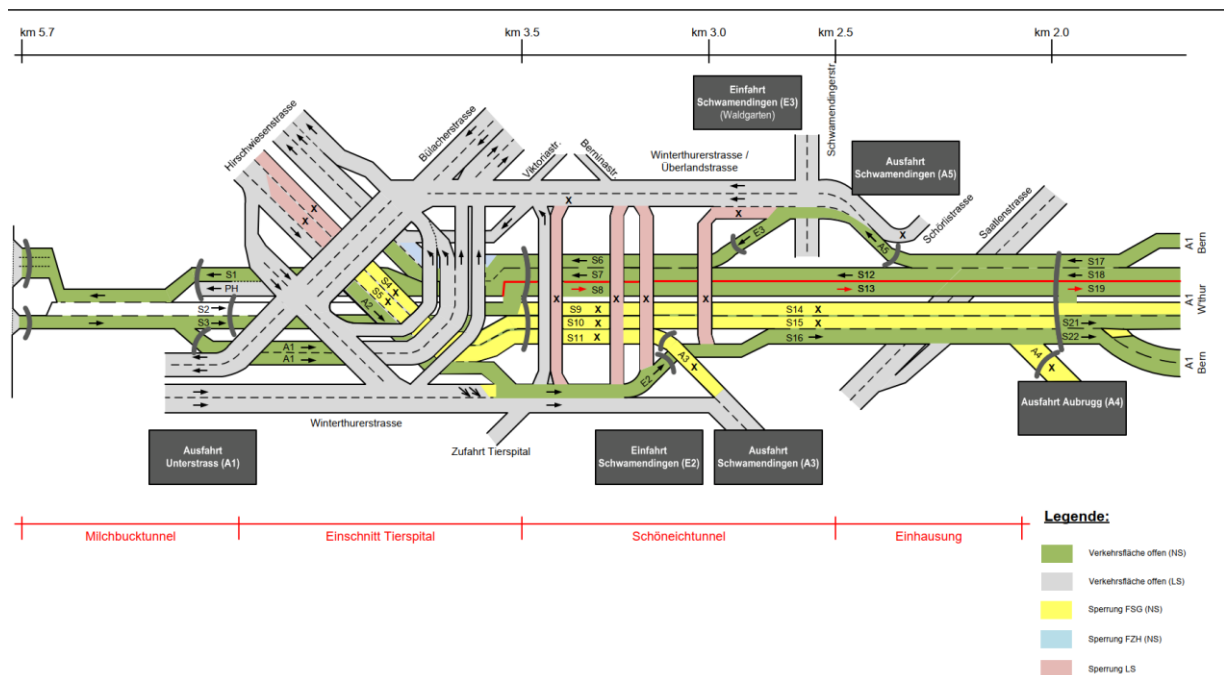 km 5.7
km 3.5
km 3.0
km 2.5
km 2.0
Einfahrt
Schwamendingen (E3)
(Waldgarten)
Schwamendingerstr.
Ausfahrt
Schwamendingen (A5)
Hirschwiesenstrasse
Bülacherstrasse
Viktoriastr.
Berninastr.
Winterthurerstrasse /
Überlandstrasse
Schörlistrasse
Saatlenstrasse
X
X
X
X
X
E3
A5
A1
Bern
S1
S6
S17
PH
S7
S12
S18
S8
S13
S19
A1
W'thur
S4
X
S5
X
A2
S2
S9
X
S14
X
S3
S10
X
S15
X
S21
S11
X
S16
S22
X
X
X
X
A1
A1
E2
A3
X
A4
X
A1
Bern
Winterthurerstrasse
Zufahrt Tierspital
Ausfahrt Aubrugg (A4)
Ausfahrt
Unterstrass (A1)
Einfahrt
Schwamendingen (E2)
Ausfahrt
Schwamendingen (A3)
Milchbucktunnel
Einschnitt Tierspital
Schöneichtunnel
Einhausung
Legende:
Verkehrsfläche offen (NS)
Verkehrsfläche offen (LS)
Sperrung FSG (NS)
Sperrung FZH (NS)
Sperrung LS